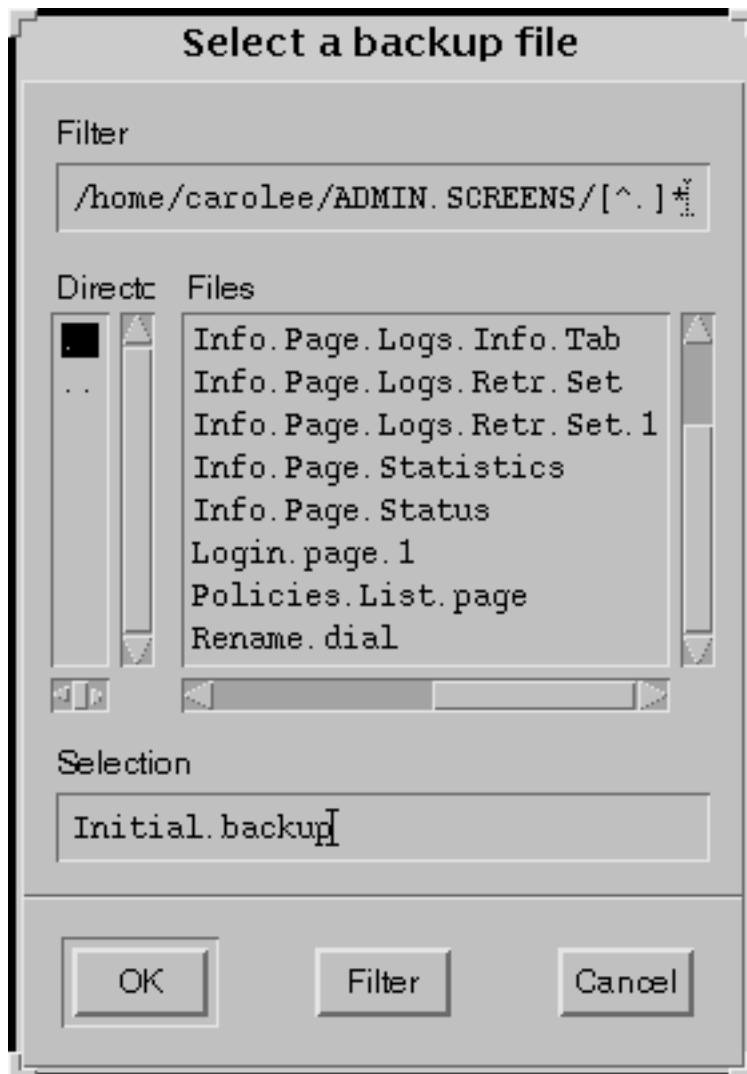 Select a backup file
Filter
/home/carolee/ADMIN.SCREENS/[^.]*
Directo Files
.
..
Info.Page.Logs.Info.Tab
Info.Page.Logs.Retr.Set
Info.Page.Logs.Retr.Set.1
Info.Page.Statistics
Info.Page.Status
Login.page.1
Policies.List.page
Rename.dial
Selection
Initial.backup
OK Filter Cancel